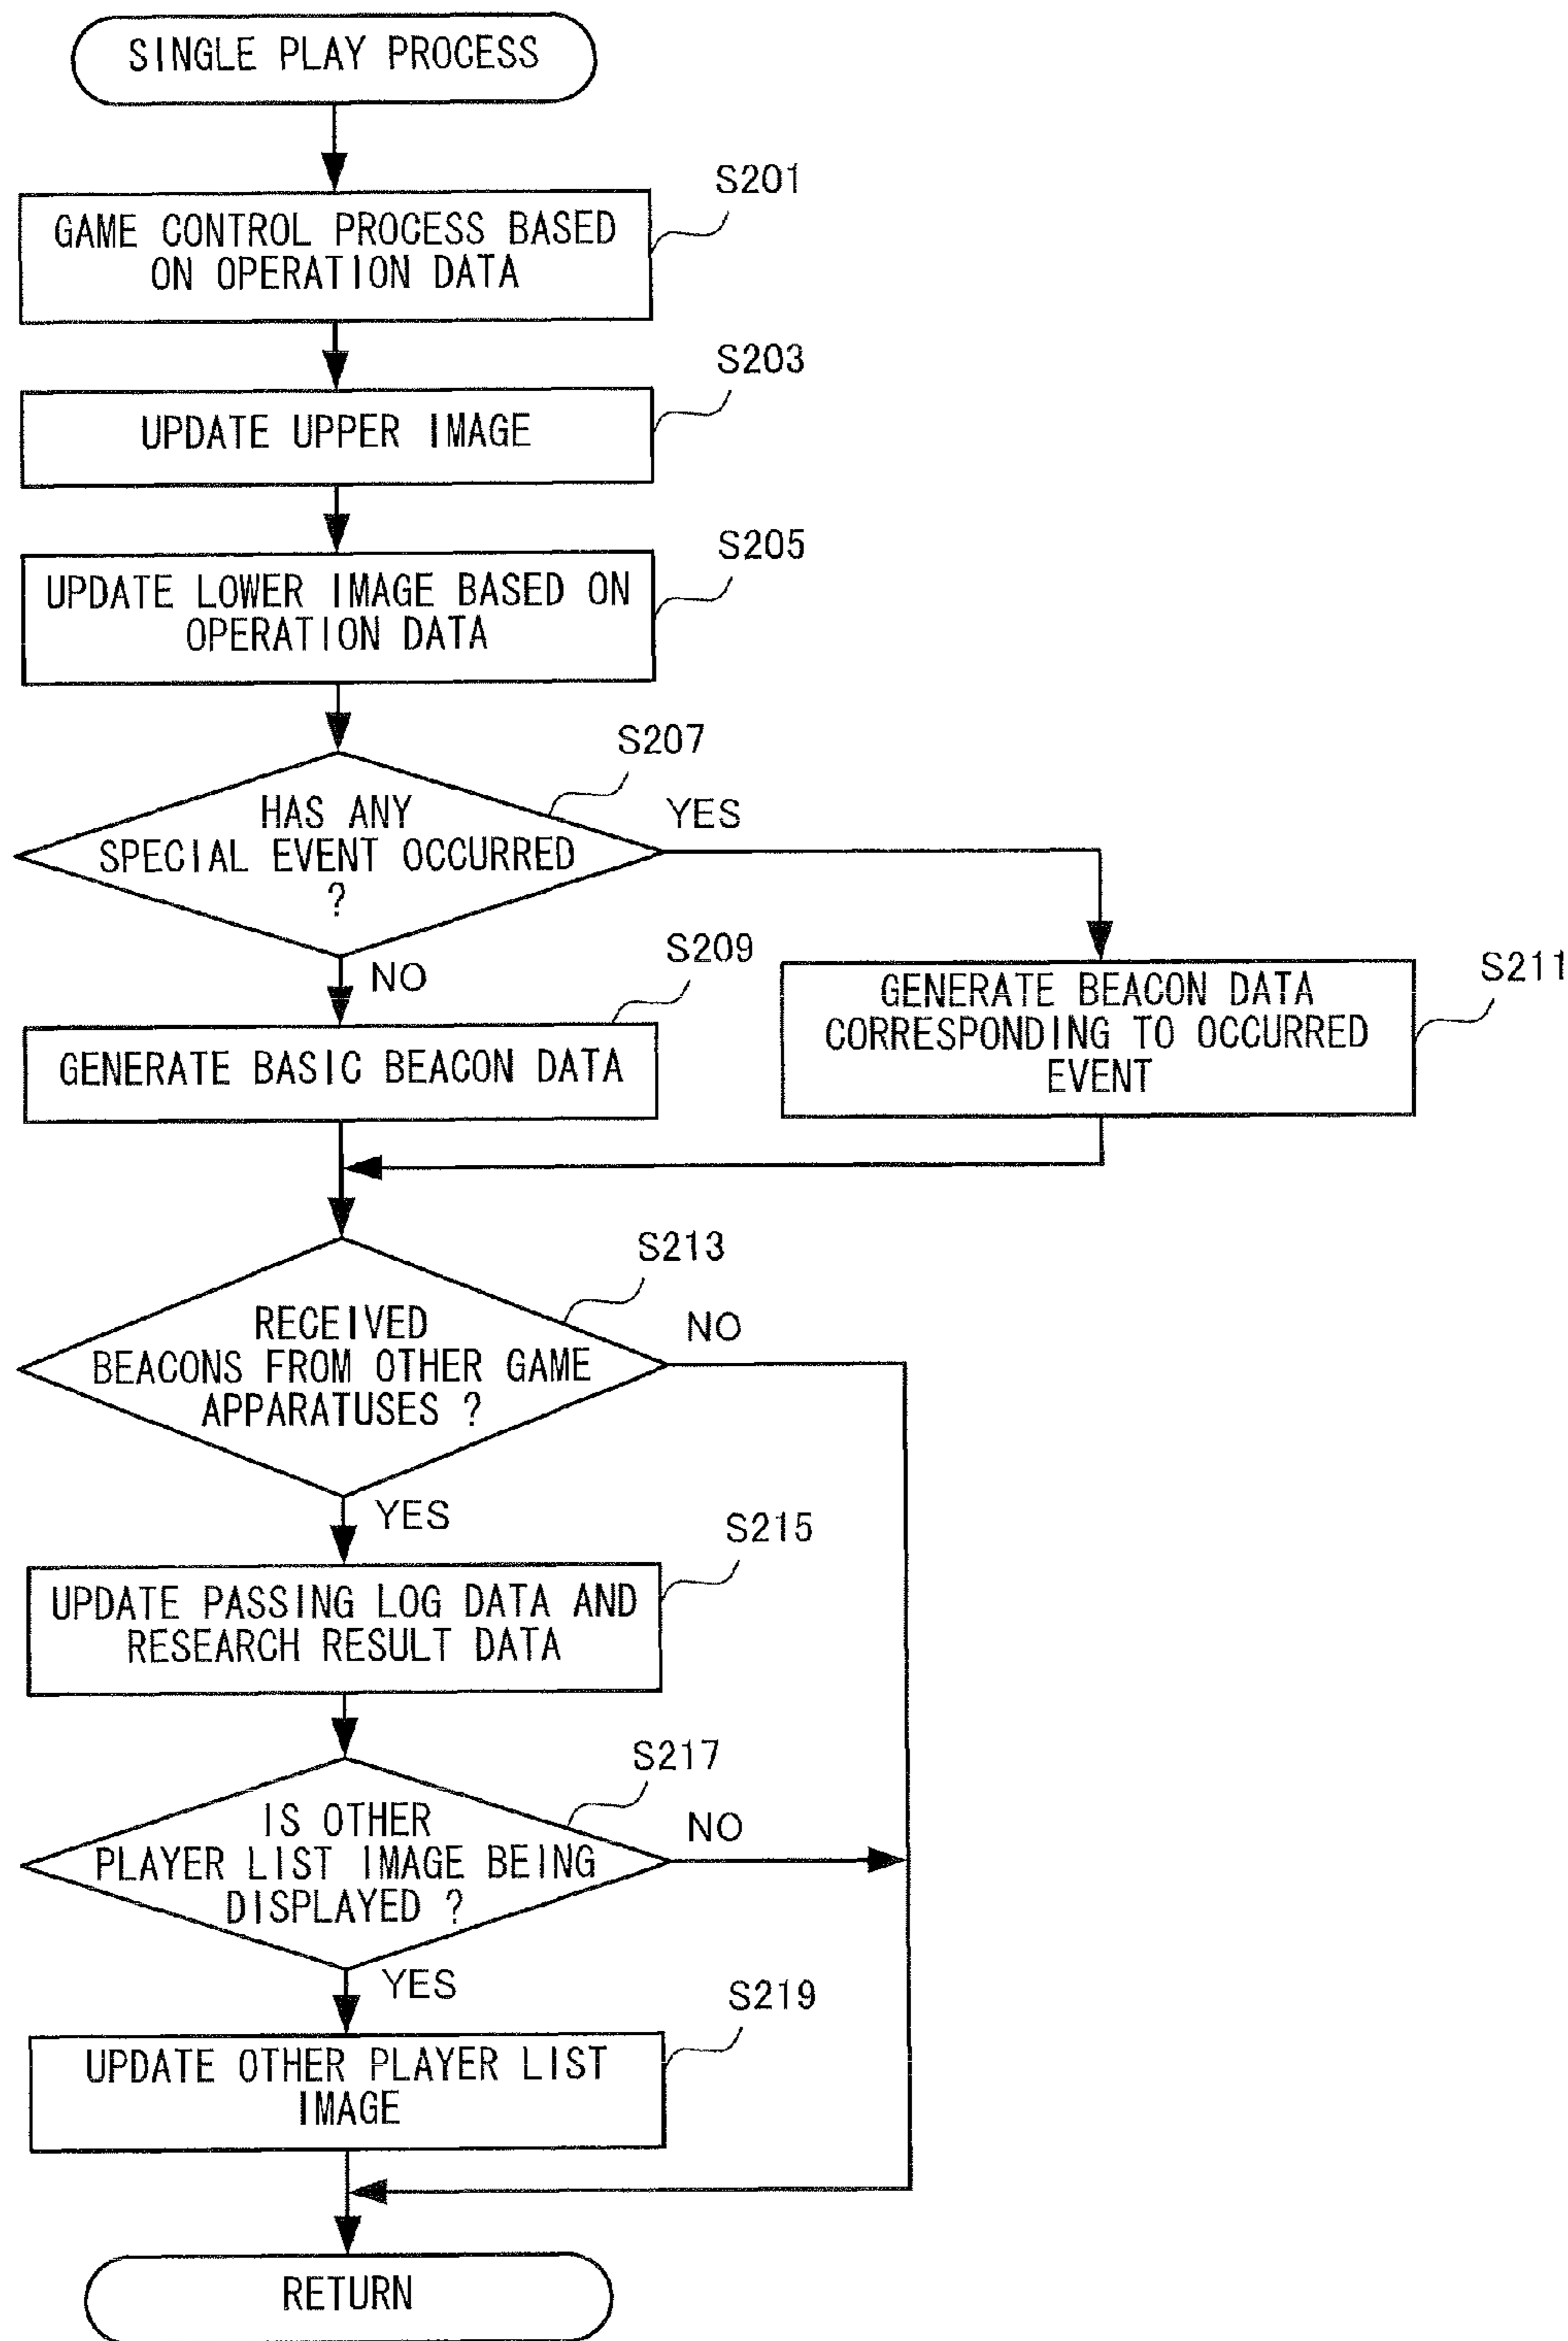 SINGLE PLAY PROCESS
S201
GAME CONTROL PROCESS BASED
ON OPERATION DATA
S203
UPDATE UPPER IMAGE
S205
UPDATE LOWER IMAGE BASED ON
OPERATION DATA
S207
HAS ANY
SPECIAL EVENT OCCURRED
?
YES
NO
S209
GENERATE BASIC BEACON DATA
S211
GENERATE BEACON DATA
CORRESPONDING TO OCCURRED
EVENT
S213
RECEIVED
BEACONS FROM OTHER GAME
APPARATUSES ?
NO
YES
S215
UPDATE PASSING LOG DATA AND
RESEARCH RESULT DATA
S217
IS OTHER
PLAYER LIST IMAGE BEING
DISPLAYED ?
NO
YES
S219
UPDATE OTHER PLAYER LIST
IMAGE
RETURN